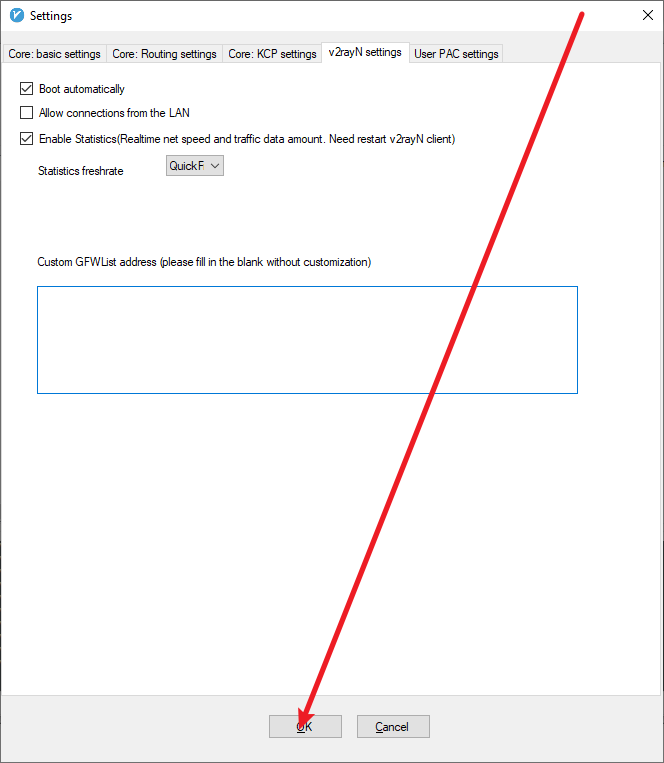 Settings
Core: basic settings Core: Routing settings Core: KCP settings v2rayN settings User PAC settings
Boot automatically
Allow connections from the LAN
Enable Statistics(Realtime net speed and traffic data amount. Need restart v2rayN client)
Statistics freshrate QuickF
Custom GFWList address (please fill in the blank without customization)
OK Cancel